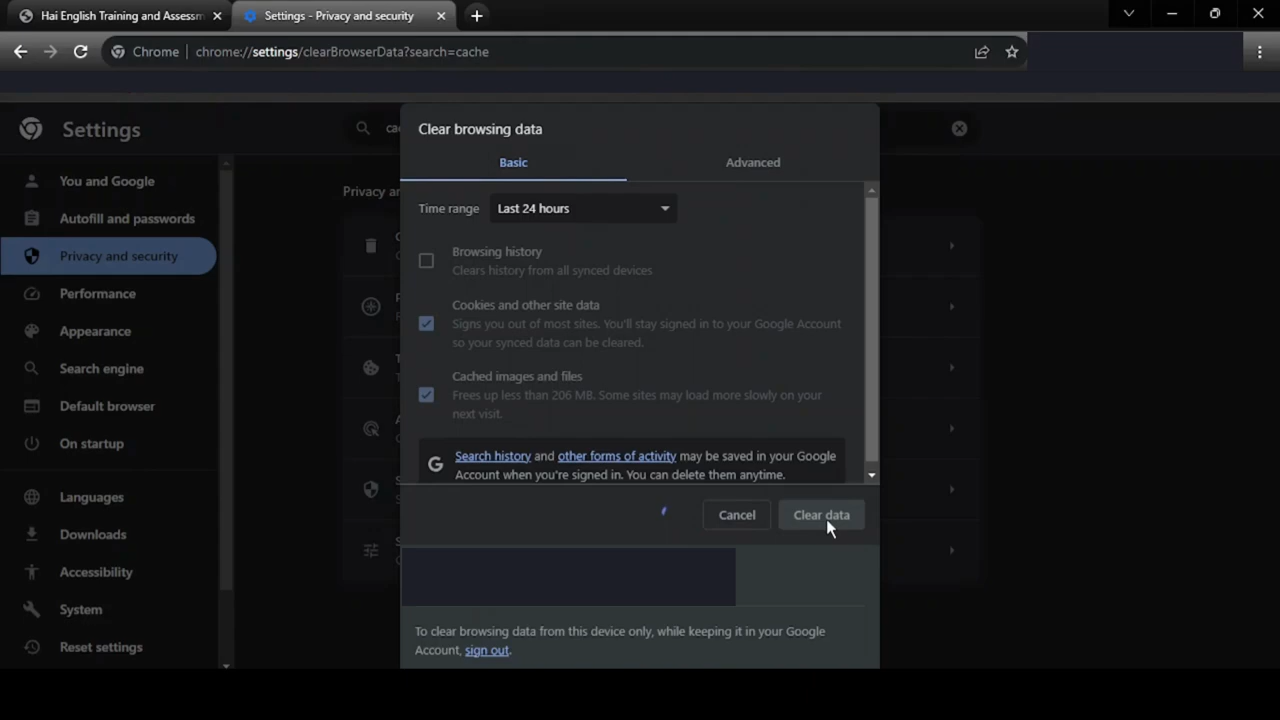 Hai English Training and Assessm
Settings - Privacy and security
Chrome
chrome://settings/clearBrowserData?search=cache
Settings
You and Google
Autofill and passwords
Privacy and security
Performance
Appearance
Search engine
Default browser
On startup
Languages
Downloads
Accessibility
System
Reset settings
Privacy an
Clear browsing data
Basic
Advanced
Time range
Last 24 hours
Browsing history
Clears history from all synced devices
Cookies and other site data
Signs you out of most sites. You'll stay signed in to your Google Account
so your synced data can be cleared.
Cached images and files
Frees up less than 206 MB. Some sites may load more slowly on your
next visit.
Search history and other forms of activity may be saved in your Google
Account when you're signed in. You can delete them anytime.
Cancel
Clear data
To clear browsing data from this device only, while keeping it in your Google
Account, sign out.